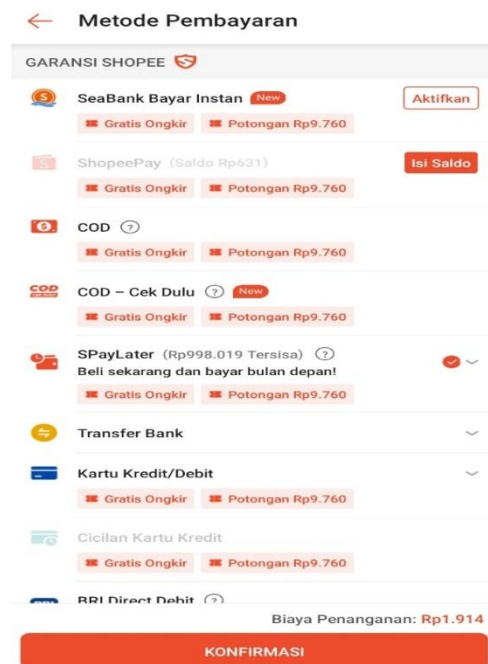 Metode Pembayaran
GARANSI SHOPEE
SeaBank Bayar Instan New Aktifkan
Gratis Ongkir Potongan Rp9.760
ShopeePay (Saldo Rp631) Isi Saldo
Gratis Ongkir Potongan Rp9.760
COD ?
Gratis Ongkir Potongan Rp9.760
COD COD – Cek Dulu ? New
Gratis Ongkir Potongan Rp9.760
SPayLater (Rp998.019 Tersisa) ?
Beli sekarang dan bayar bulan depan!
Gratis Ongkir Potongan Rp9.760
Transfer Bank
Kartu Kredit/Debit
Gratis Ongkir Potongan Rp9.760
Cicilan Kartu Kredit
Gratis Ongkir Potongan Rp9.760
BRI Direct Debit ?
Biaya Penanganan: Rp1.914
KONFIRMASI